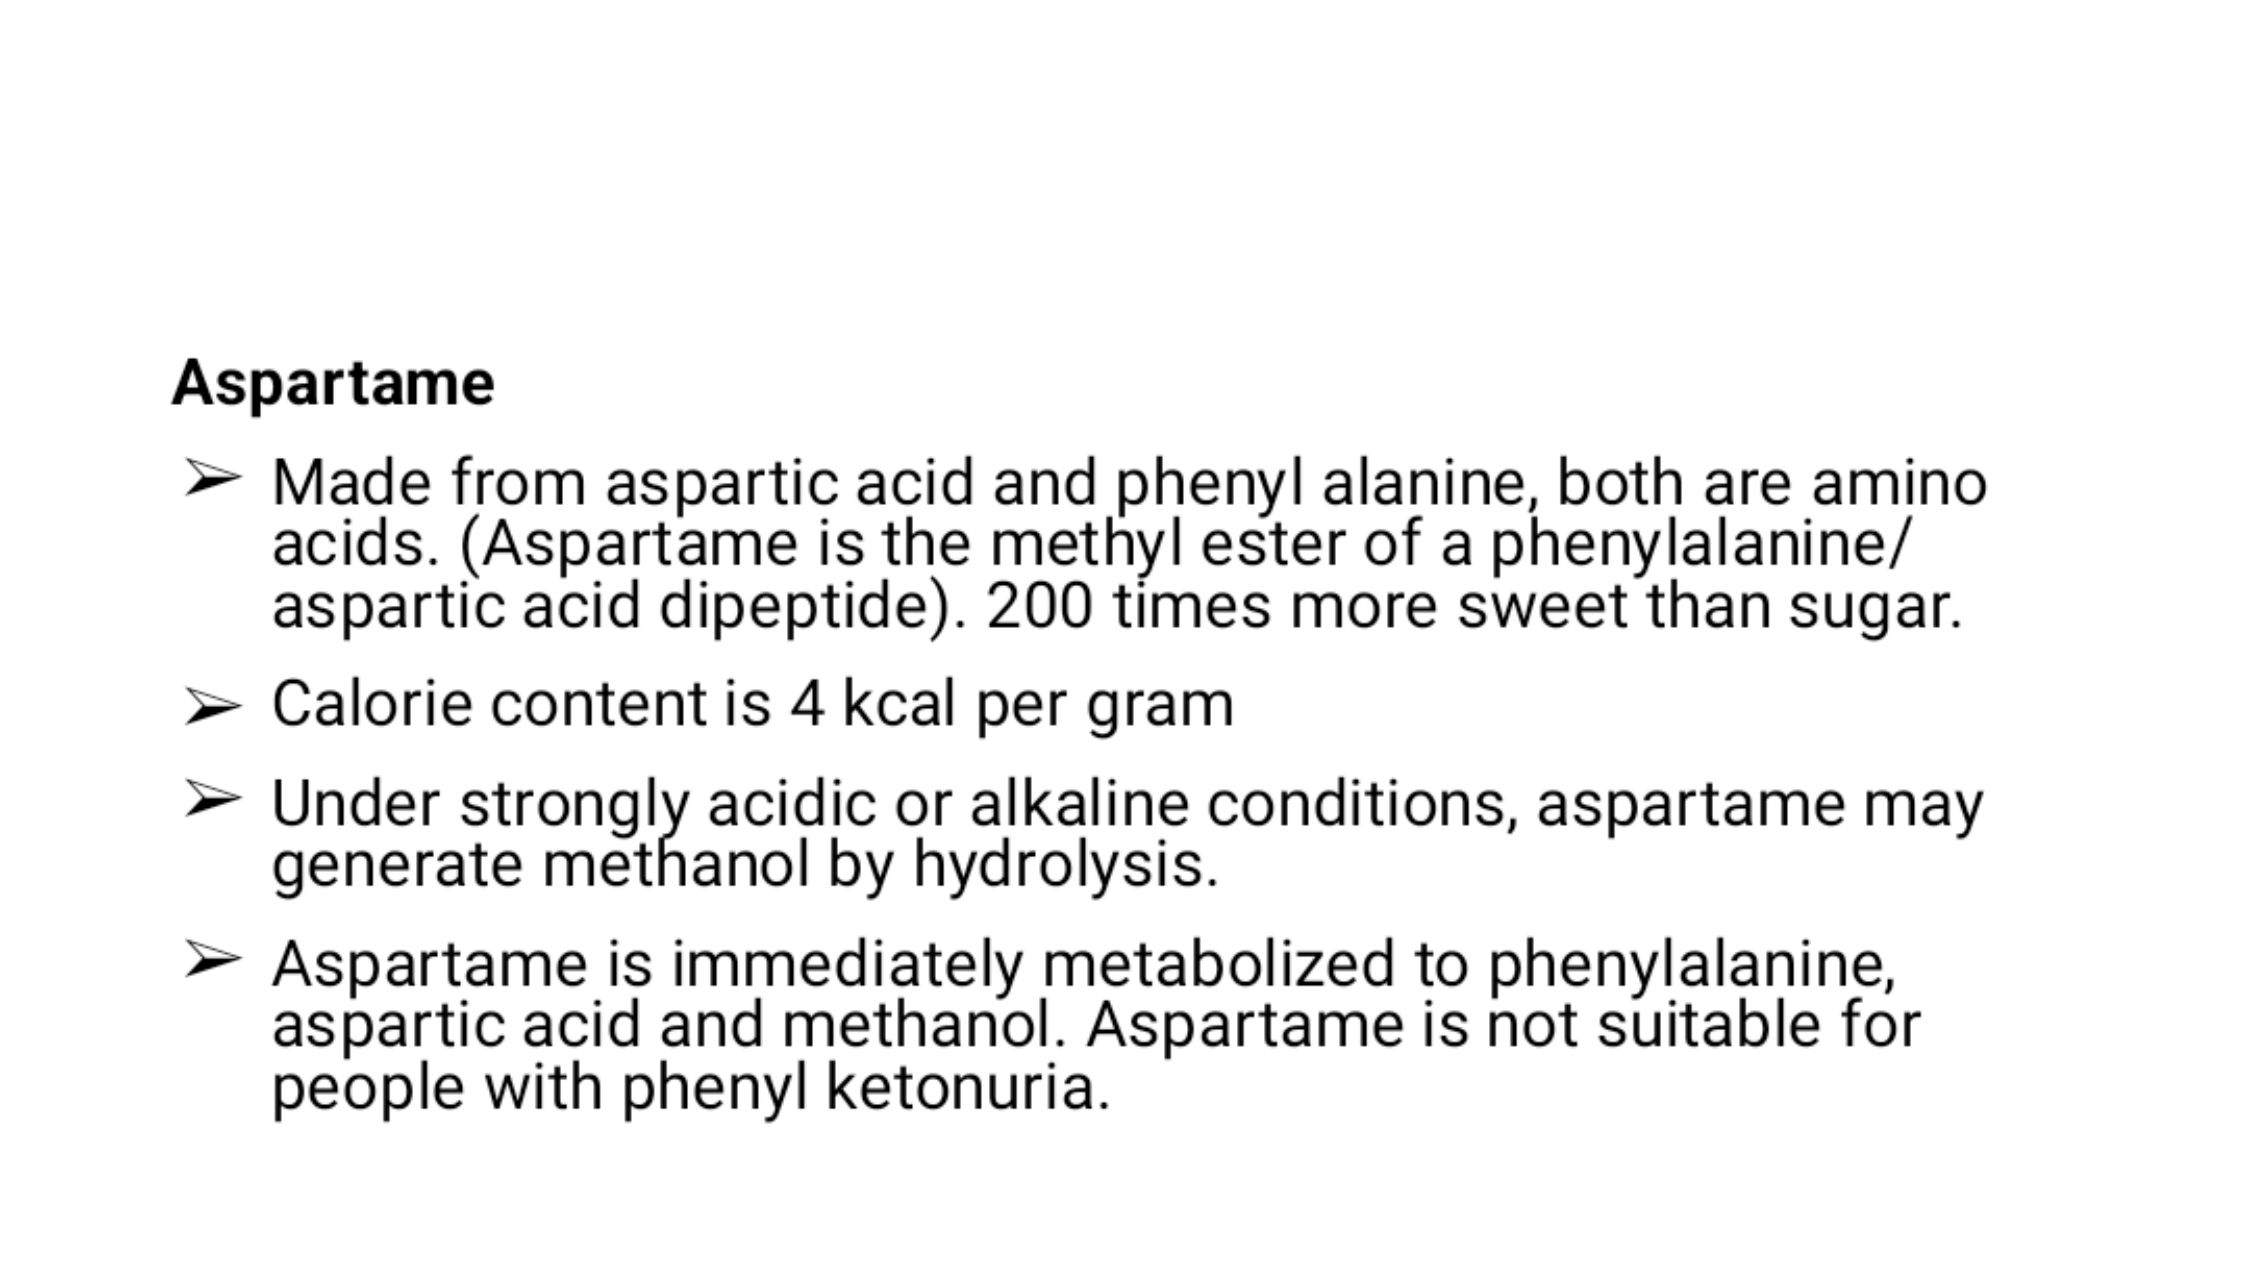 Aspartame
➢ Made from aspartic acid and phenyl alanine, both are amino
acids. (Aspartame is the methyl ester of a phenylalanine/
aspartic acid dipeptide). 200 times more sweet than sugar.
➢ Calorie content is 4 kcal per gram
➢ Under strongly acidic or alkaline conditions, aspartame may
generate methanol by hydrolysis.
➢ Aspartame is immediately metabolized to phenylalanine,
aspartic acid and methanol. Aspartame is not suitable for
people with phenyl ketonuria.